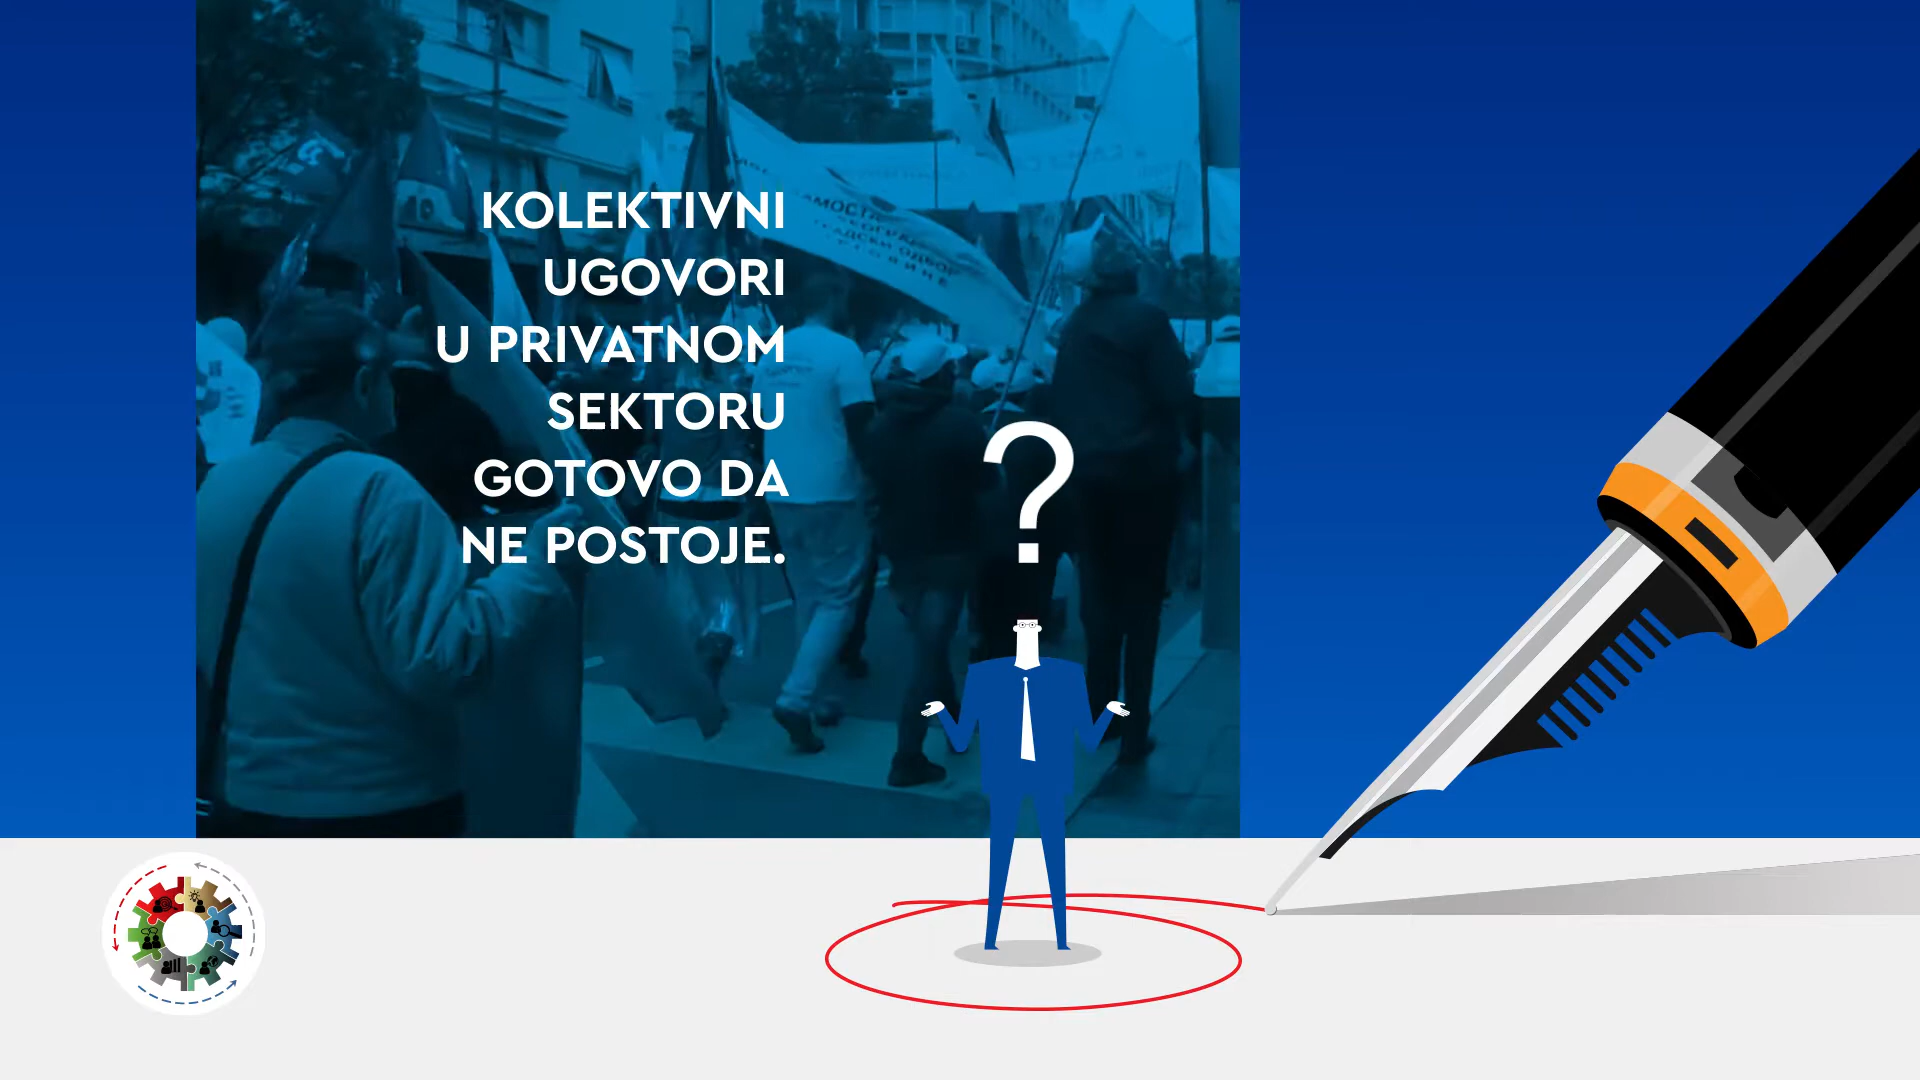 KOLEKTIVNI
UGOVORI
U PRIVATNOM
SEKTORU
GOTOVO DA
NE POSTOJE.
?